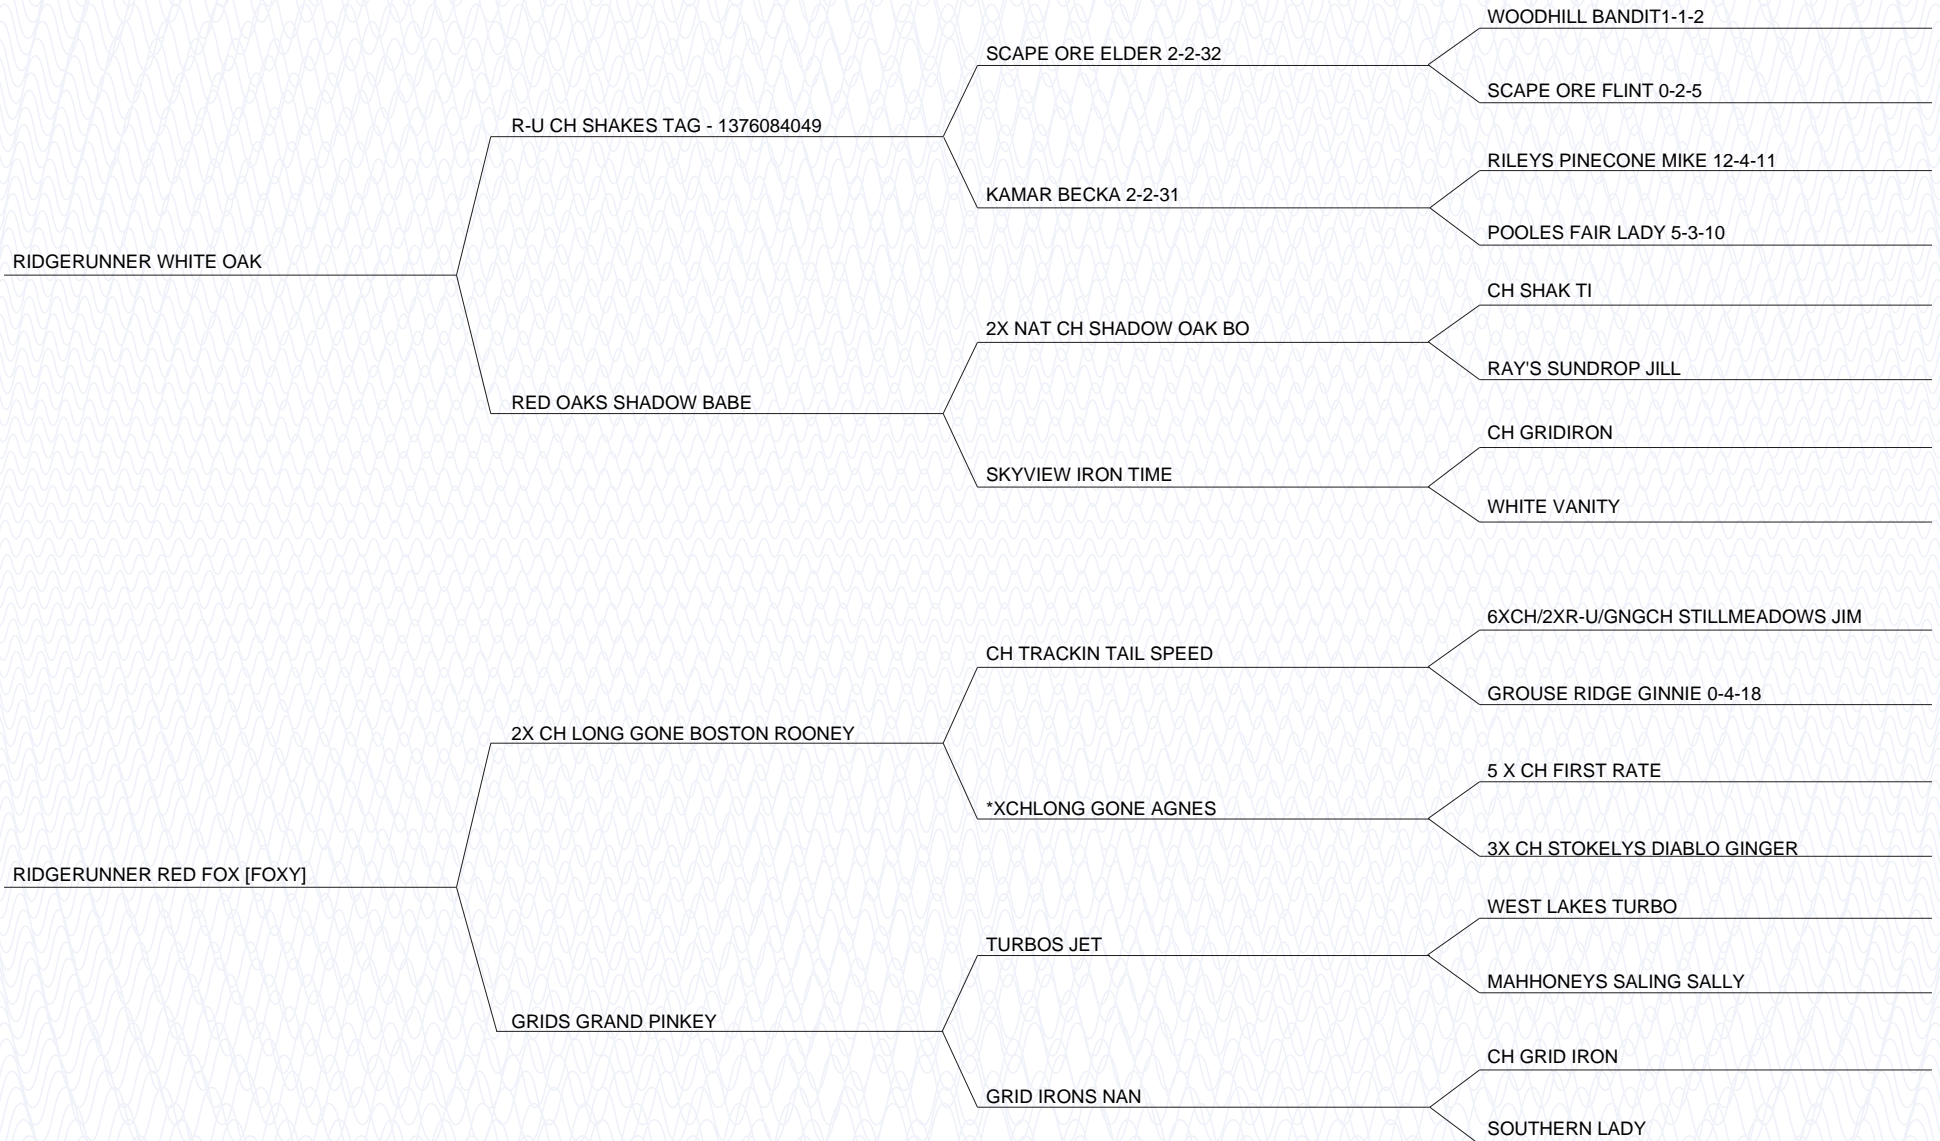 WOODHILL BANDIT1-1-2
SCAPE ORE ELDER 2-2-32
SCAPE ORE FLINT 0-2-5
R-U CH SHAKES TAG - 1376084049
RILEYS PINECONE MIKE 12-4-11
KAMAR BECKA 2-2-31
POOLES FAIR LADY 5-3-10
RIDGERUNNER WHITE OAK
CH SHAK TI
2X NAT CH SHADOW OAK BO
RAY'S SUNDROP JILL
RED OAKS SHADOW BABE
CH GRIDIRON
SKYVIEW IRON TIME
WHITE VANITY
6XCH/2XR-U/GNGCH STILLMEADOWS JIM
CH TRACKIN TAIL SPEED
GROUSE RIDGE GINNIE 0-4-18
2X CH LONG GONE BOSTON ROONEY
5 X CH FIRST RATE
*XCHLONG GONE AGNES
3X CH STOKELYS DIABLO GINGER
RIDGERUNNER RED FOX [FOXY]
WEST LAKES TURBO
TURBOS JET
MAHHONEYS SALING SALLY
GRIDS GRAND PINKEY
CH GRID IRON
GRID IRONS NAN
SOUTHERN LADY